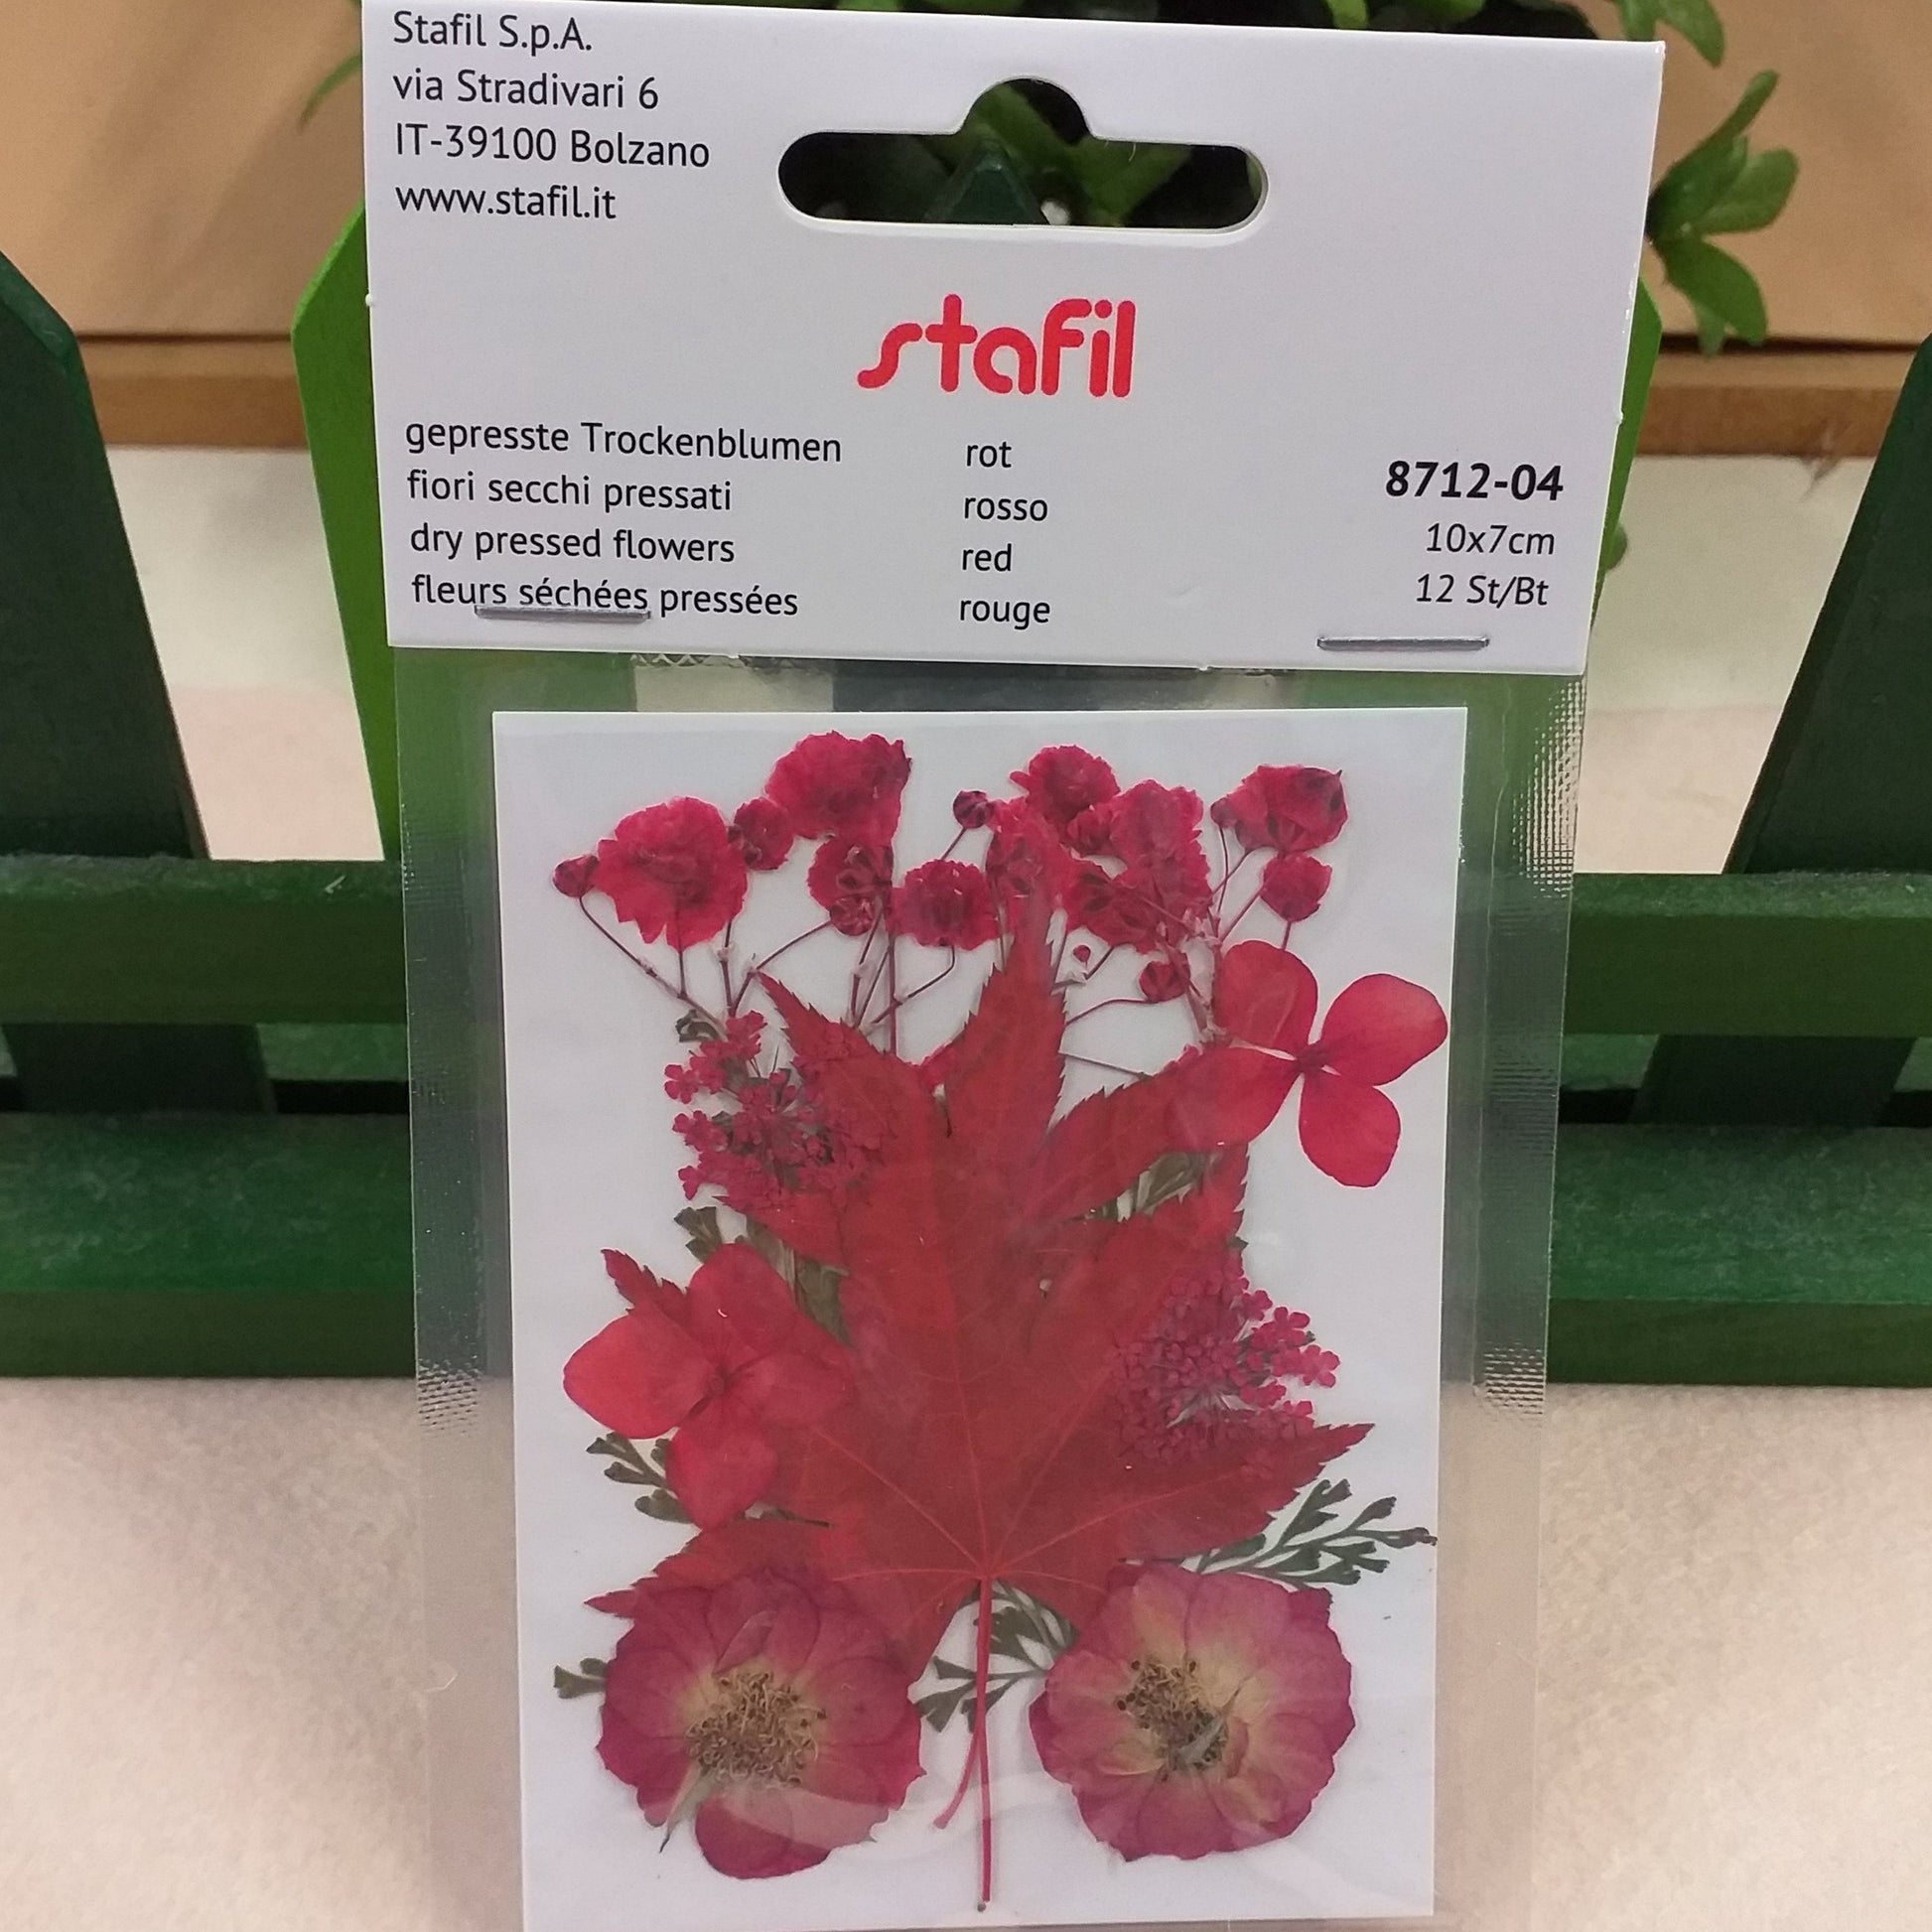 Stafil S.p.A.
via Stradivari 6
IT-39100 Bolzano
www.stafil.it
stafil
gepresste Trockenblumen rot
fiori secchi pressati rosso
dry pressed flowers red
fleurs séchées pressées rouge
8712-04
10x7cm
12 St/Bt